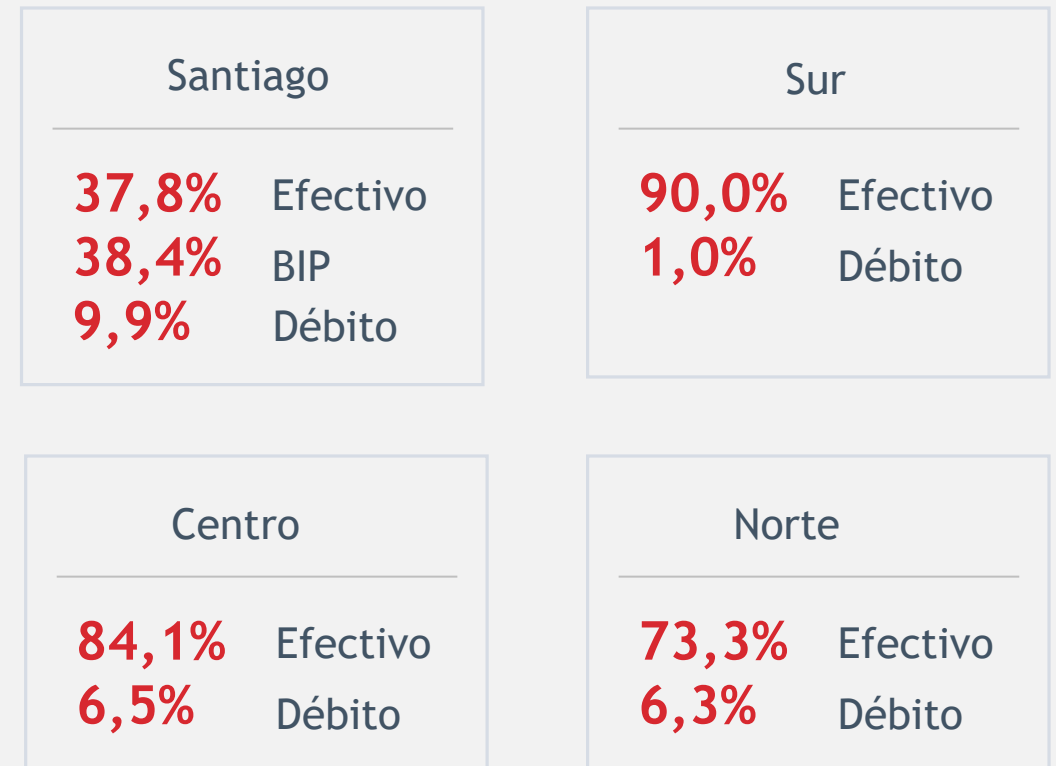 Santiago
37,8% Efectivo
38,4% BIP
9,9% Débito
Sur
90,0% Efectivo
1,0% Débito
Centro
84,1% Efectivo
6,5% Débito
Norte
73,3% Efectivo
6,3% Débito